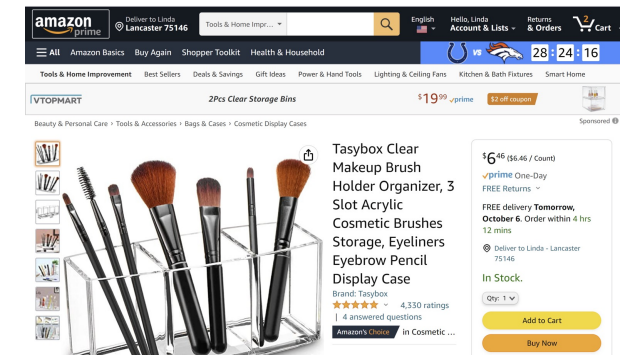 amazon
prime
Deliver to Linda
Lancaster 75146
Tools & Home Impr...
English
Hello, Linda
Account & Lists
Returns
& Orders
2
Cart
All
Amazon Basics
Buy Again
Shopper Toolkit
Health & Household
VS
28 : 24 : 16
Tools & Home Improvement
Best Sellers
Deals & Savings
Gift Ideas
Power & Hand Tools
Lighting & Ceiling Fans
Kitchen & Bath Fixtures
Smart Home
VTOPMART
2Pcs Clear Storage Bins
$19.99
prime
$2 off coupon
Sponsored
Beauty & Personal Care › Tools & Accessories › Bags & Cases › Cosmetic Display Cases
Tasybox Clear
Makeup Brush
Holder Organizer, 3
Slot Acrylic
Cosmetic Brushes
Storage, Eyeliners
Eyebrow Pencil
Display Case
Brand: Tasybox
4,330 ratings
| 4 answered questions
Amazon's Choice
in Cosmetic ...
$6.46 ($6.46 / Count)
prime One-Day
FREE Returns
FREE delivery Tomorrow,
October 6. Order within 4 hrs
12 mins
Deliver to Linda - Lancaster
75146
In Stock.
Qty: 1
Add to Cart
Buy Now